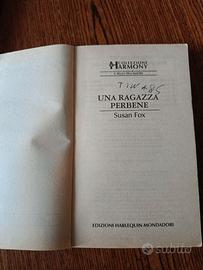 COLLEZIONE
HARMONY
UNA RAGAZZA
PERBENE
Susan Fox
EDIZIONI HARLEQUIN MONDADORI
subito